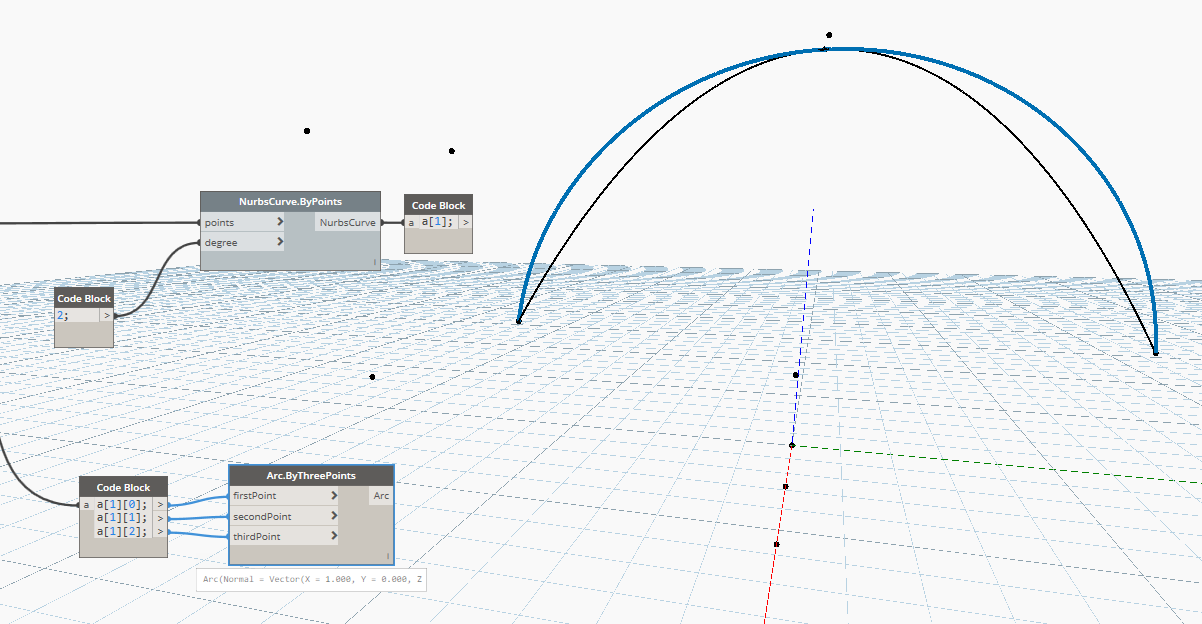 NurbsCurve.ByPoints
points > NurbsCurve
degree >
Code Block
a a[1]; >
Code Block
2; >
Code Block
a a[1][0]; >
a[1][1]; >
a[1][2]; >
Arc.ByThreePoints
firstPoint > Arc
secondPoint >
thirdPoint >
Arc(Normal = Vector(X = 1.000, Y = 0.000, Z